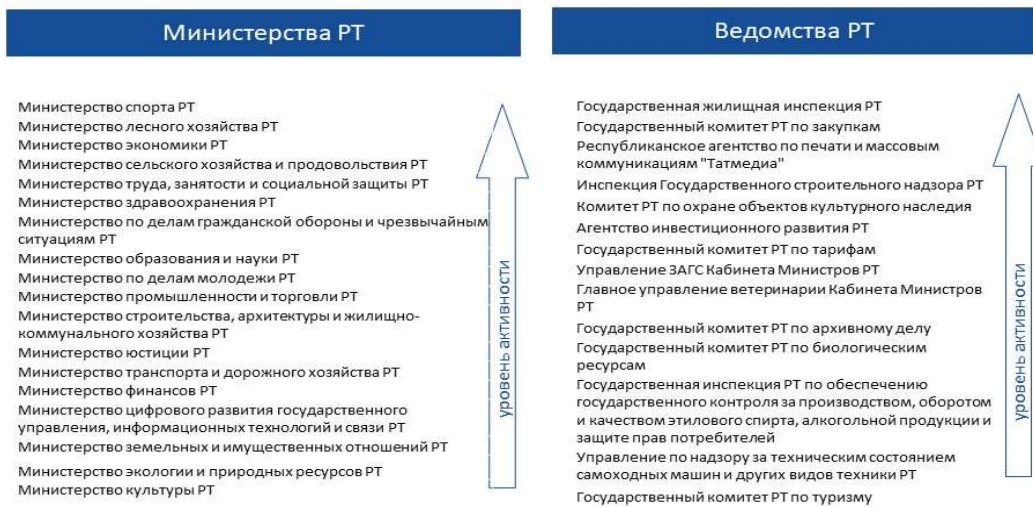 Министерства РТ
Министерство спорта РТ
Министерство лесного хозяйства РТ
Министерство экономики РТ
Министерство сельского хозяйства и продовольствия РТ
Министерство труда, занятости и социальной защиты РТ
Министерство здравоохранения РТ
Министерство по делам гражданской обороны и чрезвычайным
ситуациям РТ
Министерство образования и науки РТ
Министерство по делам молодежи РТ
Министерство промышленности и торговли РТ
Министерство строительства, архитектуры и жилищно-
коммунального хозяйства РТ
Министерство юстиции РТ
Министерство транспорта и дорожного хозяйства РТ
Министерство финансов РТ
Министерство цифрового развития государственного
управления, информационных технологий и связи РТ
Министерство земельных и имущественных отношений РТ
Министерство экологии и природных ресурсов РТ
Министерство культуры РТ
уровень активности
Ведомства РТ
Государственная жилищная инспекция РТ
Государственный комитет РТ по закупкам
Республиканское агентство по печати и массовым
коммуникациям "Татмедиа"
Инспекция Государственного строительного надзора РТ
Комитет РТ по охране объектов культурного наследия
Агентство инвестиционного развития РТ
Государственный комитет РТ по тарифам
Управление ЗАГС Кабинета Министров РТ
Главное управление ветеринарии Кабинета Министров
РТ
Государственный комитет РТ по архивному делу
Государственный комитет РТ по биологическим
ресурсам
Государственная инспекция РТ по обеспечению
государственного контроля за производством, оборотом
и качеством этилового спирта, алкогольной продукции и
защите прав потребителей
Управление по надзору за техническим состоянием
самоходных машин и других видов техники РТ
Государственный комитет РТ по туризму
уровень активности